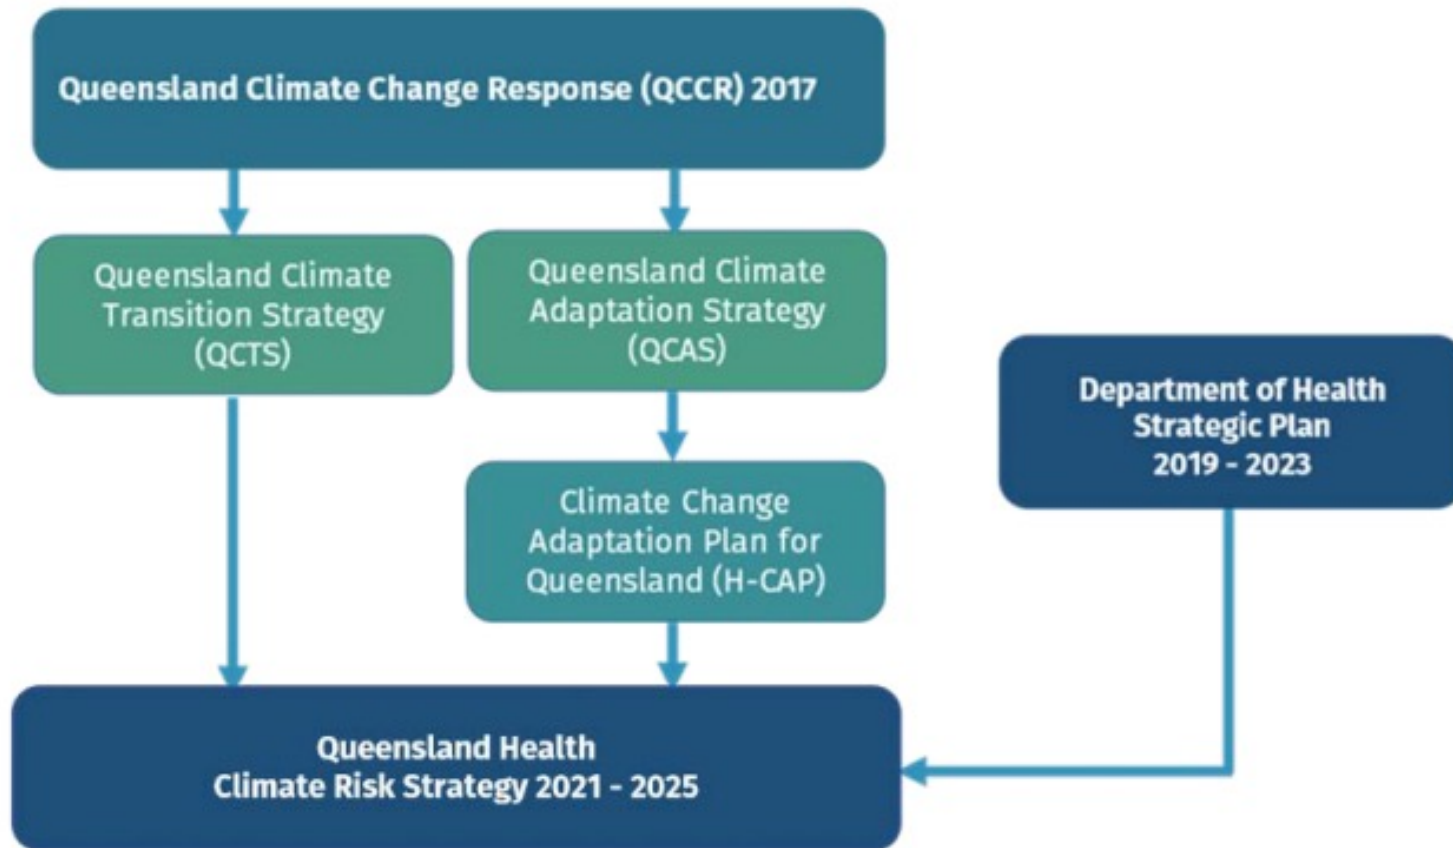 Queensland Climate Change Response (QCCR) 2017
Queensland Climate
Transition Strategy
(QCTS)
Queensland Climate
Adaptation Strategy
(QCAS)
Department of Health
Strategic Plan
2019 - 2023
Climate Change
Adaptation Plan for
Queensland (H-CAP)
Queensland Health
Climate Risk Strategy 2021 - 2025